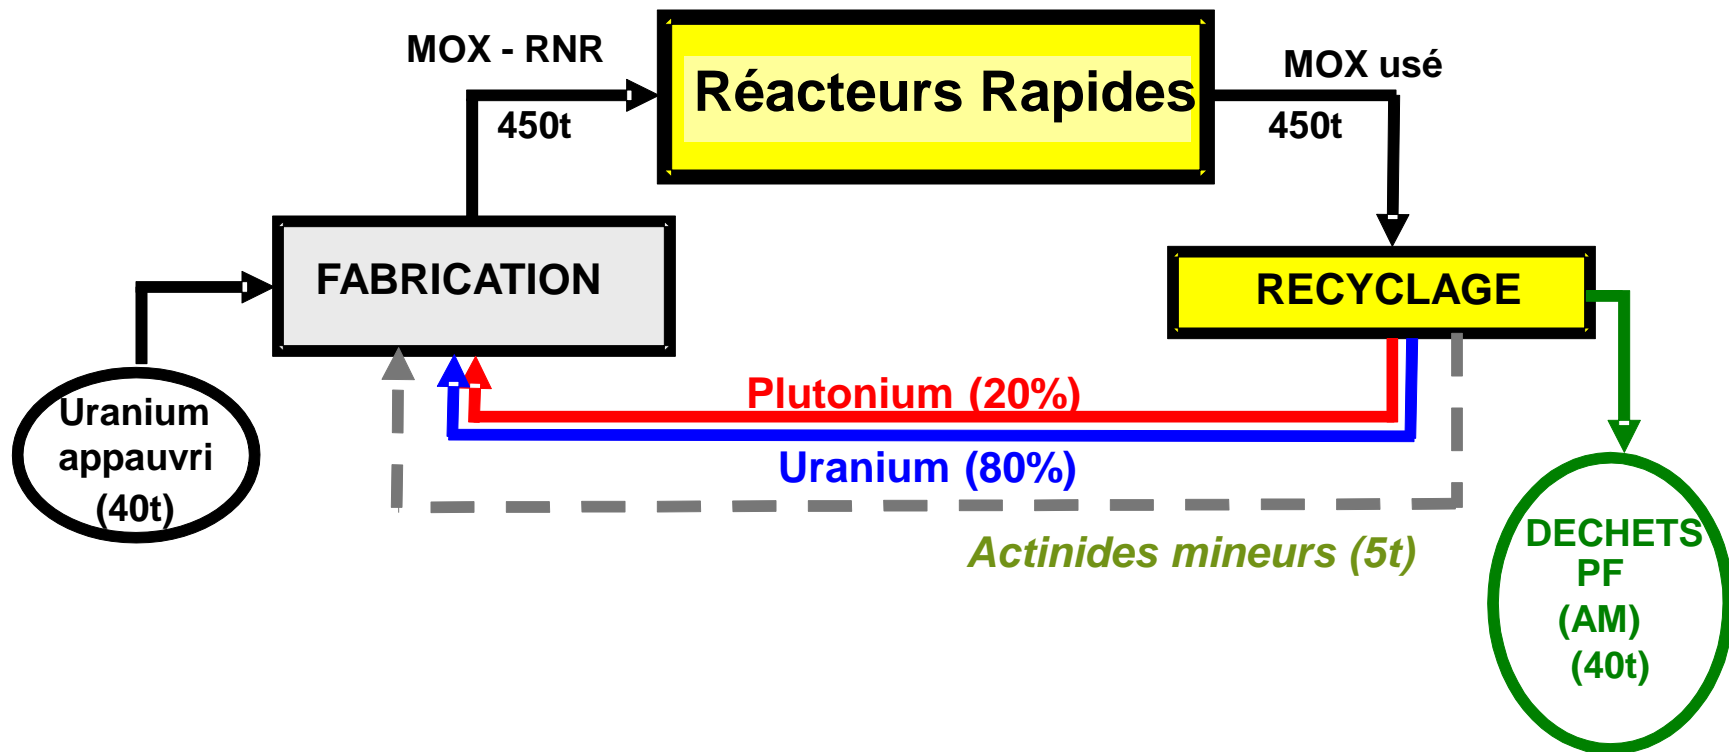 MOX - RNR
450t
Réacteurs Rapides
MOX usé
450t
FABRICATION
RECYCLAGE
Uranium
appauvri
(40t)
Plutonium (20%)
Uranium (80%)
Actinides mineurs (5t)
DECHETS
PF
(AM)
(40t)